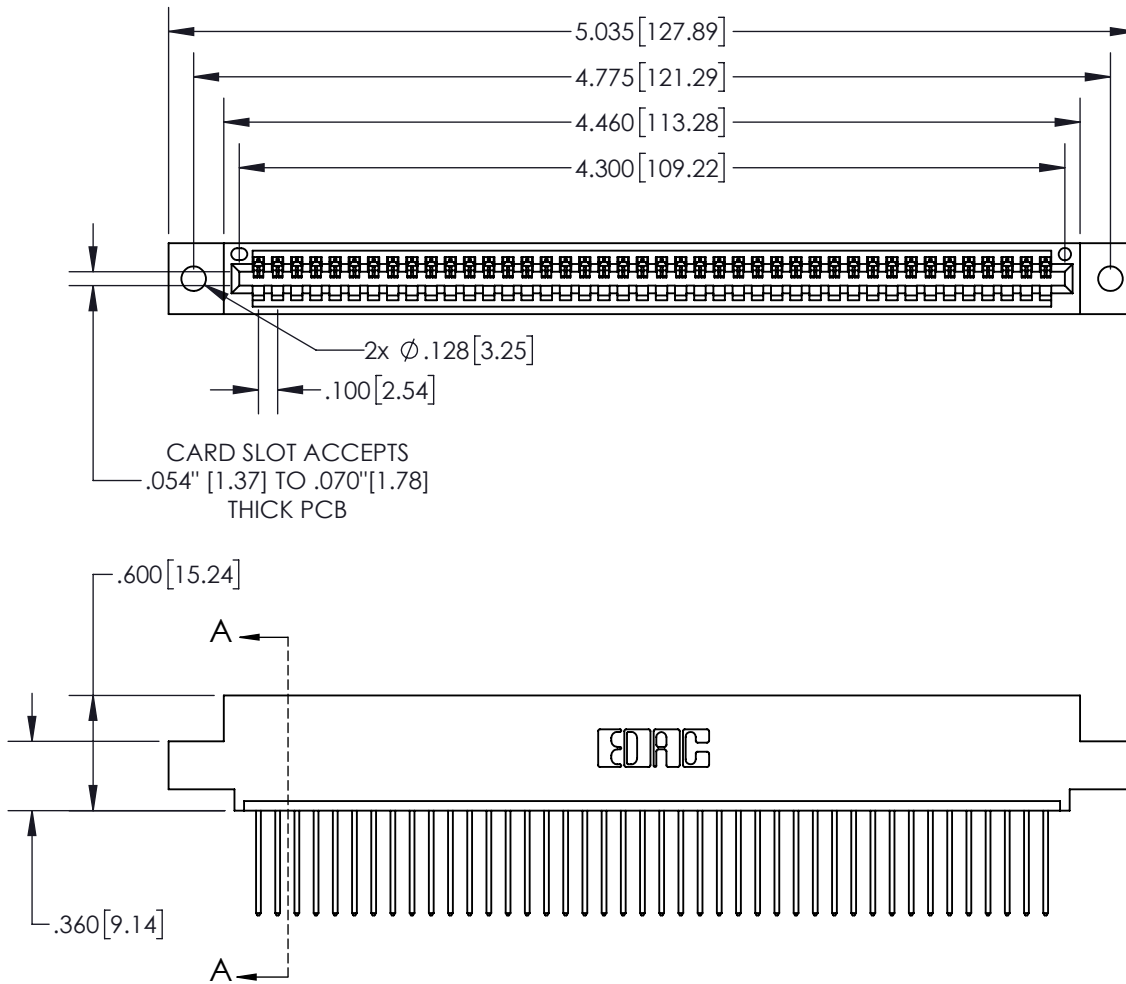 5.035[127.89]
4.775[121.29]
4.460[113.28]
4.300[109.22]
2x Ø.128[3.25]
.100[2.54]
CARD SLOT ACCEPTS
.054" [1.37] TO .070"[1.78]
THICK PCB
.600[15.24]
A
EDAC
.360[9.14]
A